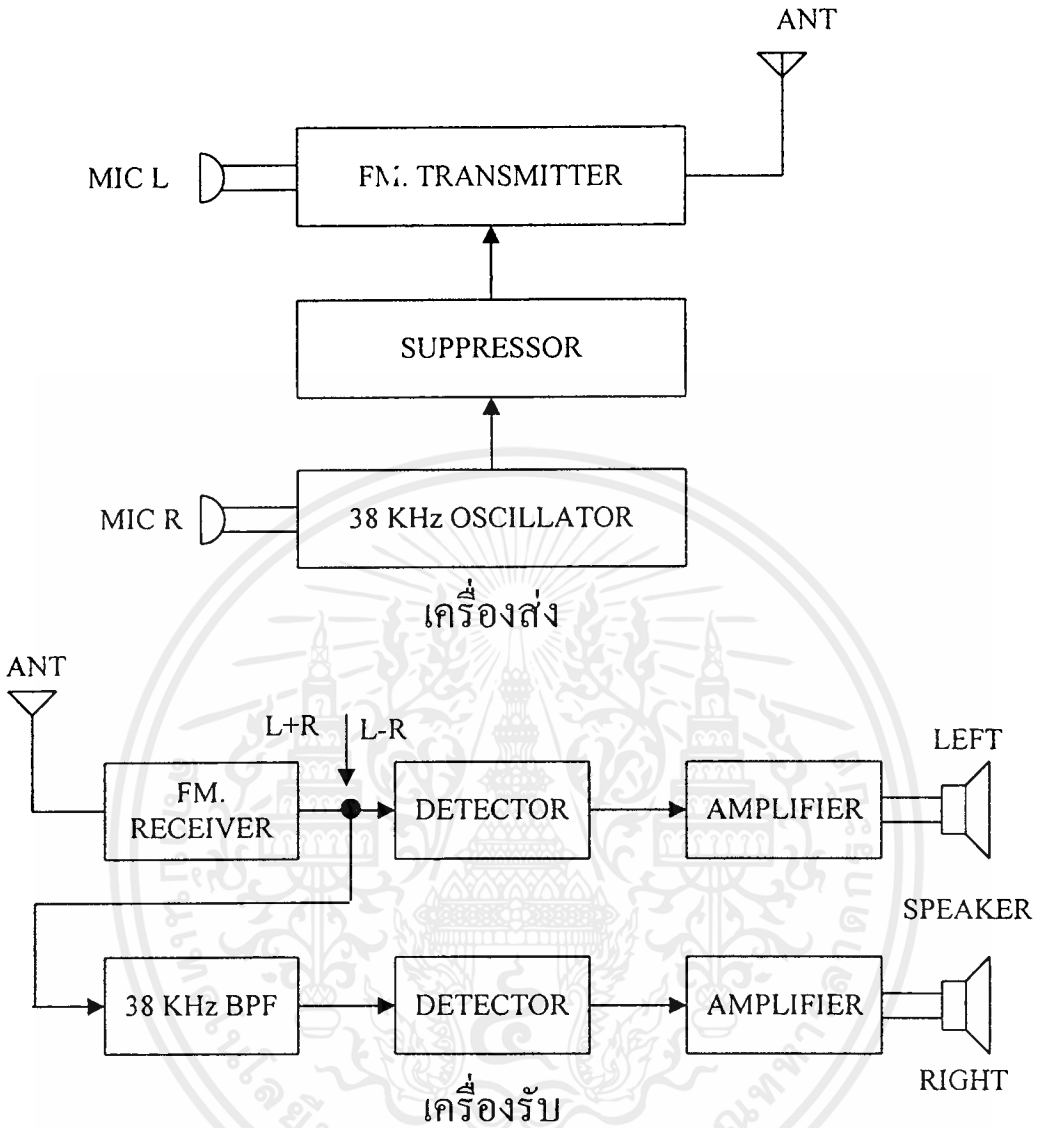 ANT
MIC L
FM. TRANSMITTER
SUPPRESSOR
MIC R
38 KHz OSCILLATOR
เครื่องส่ง
ANT
L+R
L-R
LEFT
FM.
RECEIVER
DETECTOR
AMPLIFIER
SPEAKER
38 KHz BPF
DETECTOR
AMPLIFIER
RIGHT
เครื่องรับ